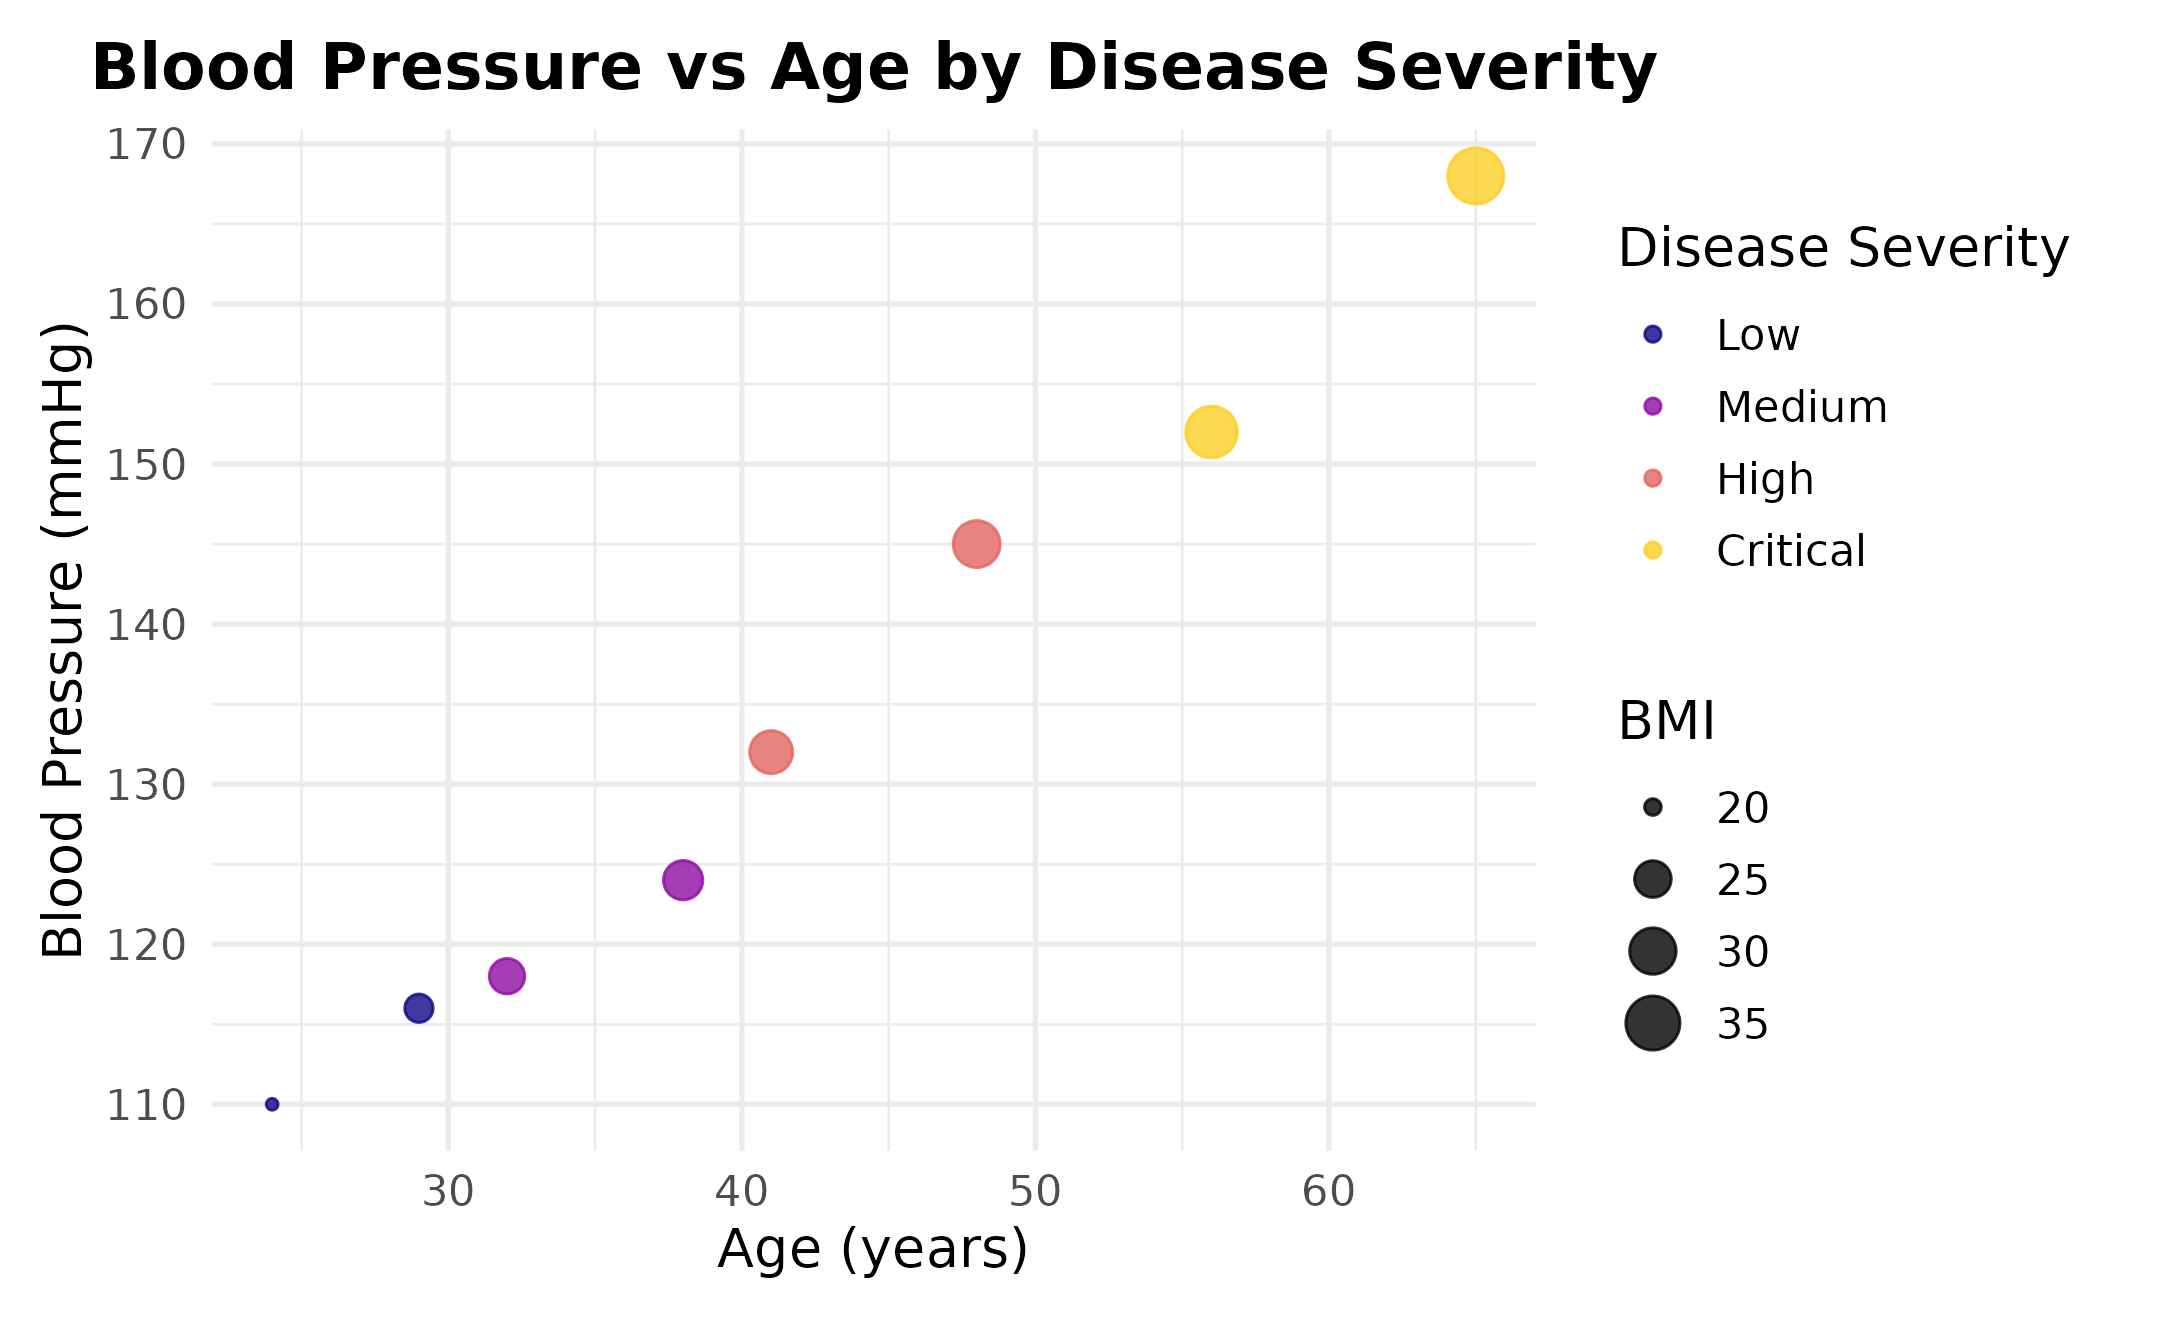 Blood Pressure vs Age by Disease Severity
Blood Pressure (mmHg)
170
160
150
140
130
120
110
30 40 50 60
Age (years)
Disease Severity
Low
Medium
High
Critical
BMI
20
25
30
35